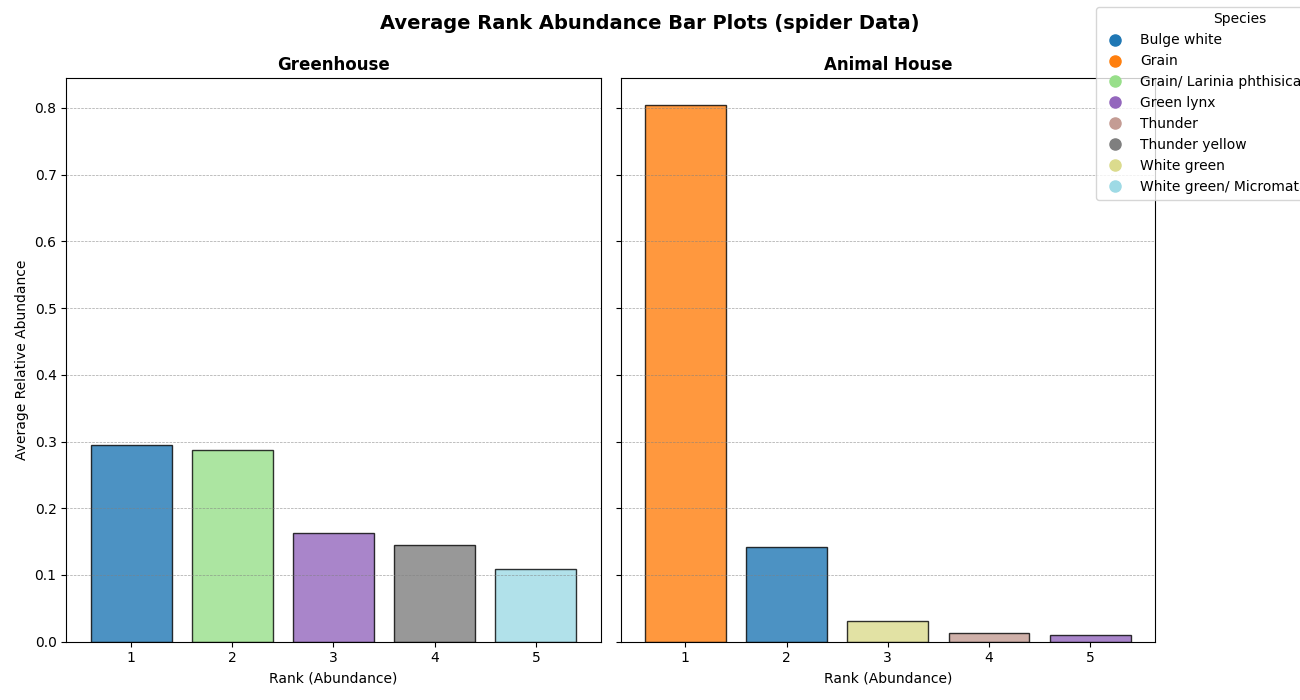 Average Rank Abundance Bar Plots (spider Data)
Species
Bulge white
Grain
Grain/ Larinia phthisica
Green lynx
Thunder
Thunder yellow
White green
White green/ Micromat
Greenhouse
Average Relative Abundance
0.8
0.7
0.6
0.5
0.4
0.3
0.2
0.1
0.0
1 2 3 4 5
Rank (Abundance)
Animal House
1 2 3 4 5
Rank (Abundance)